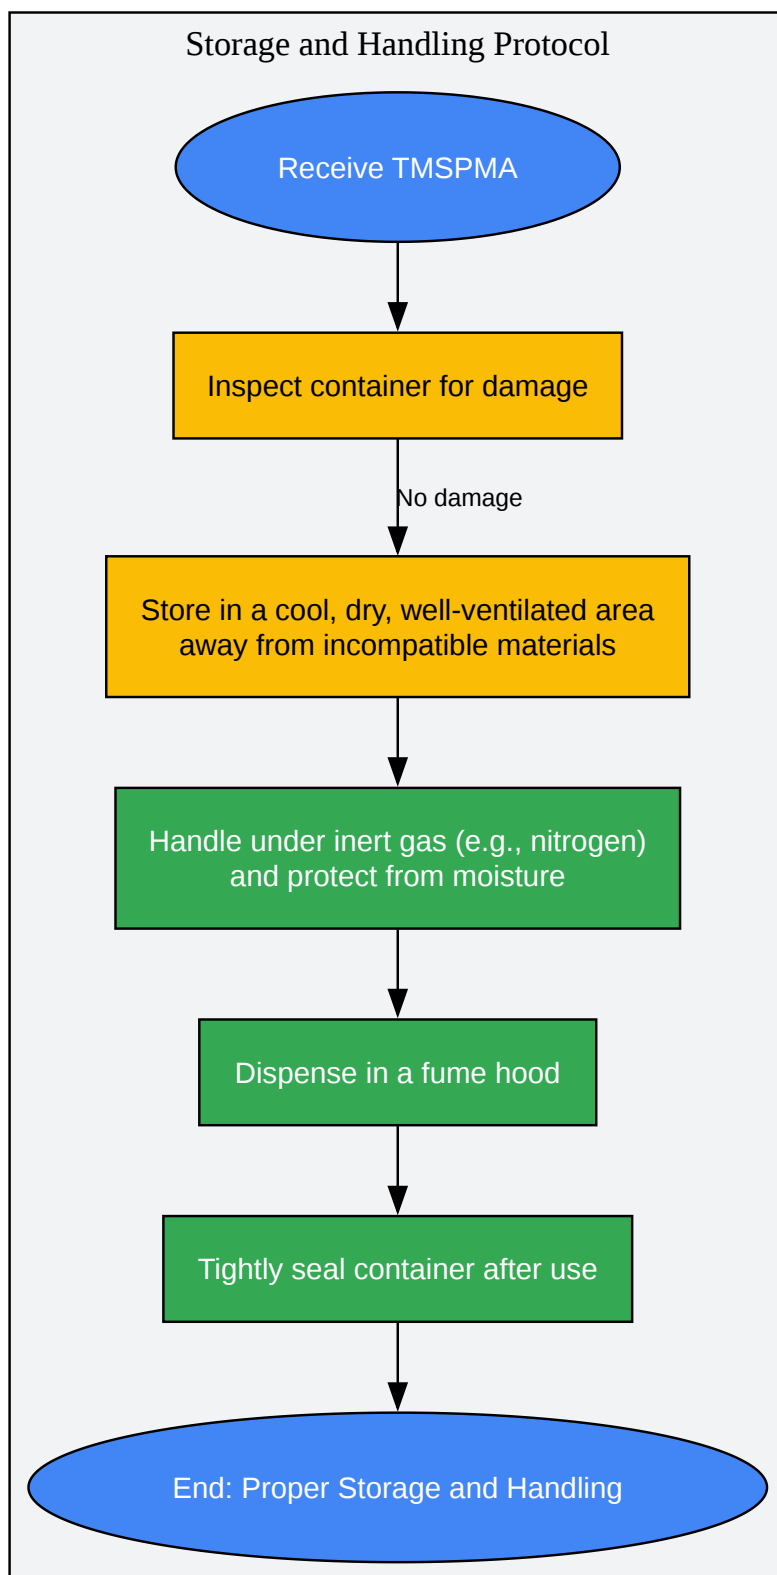 Storage and Handling Protocol
Receive TMSPMA
Inspect container for damage
No damage
Store in a cool, dry, well-ventilated area
away from incompatible materials
Handle under inert gas (e.g., nitrogen)
and protect from moisture
Dispense in a fume hood
Tightly seal container after use
End: Proper Storage and Handling